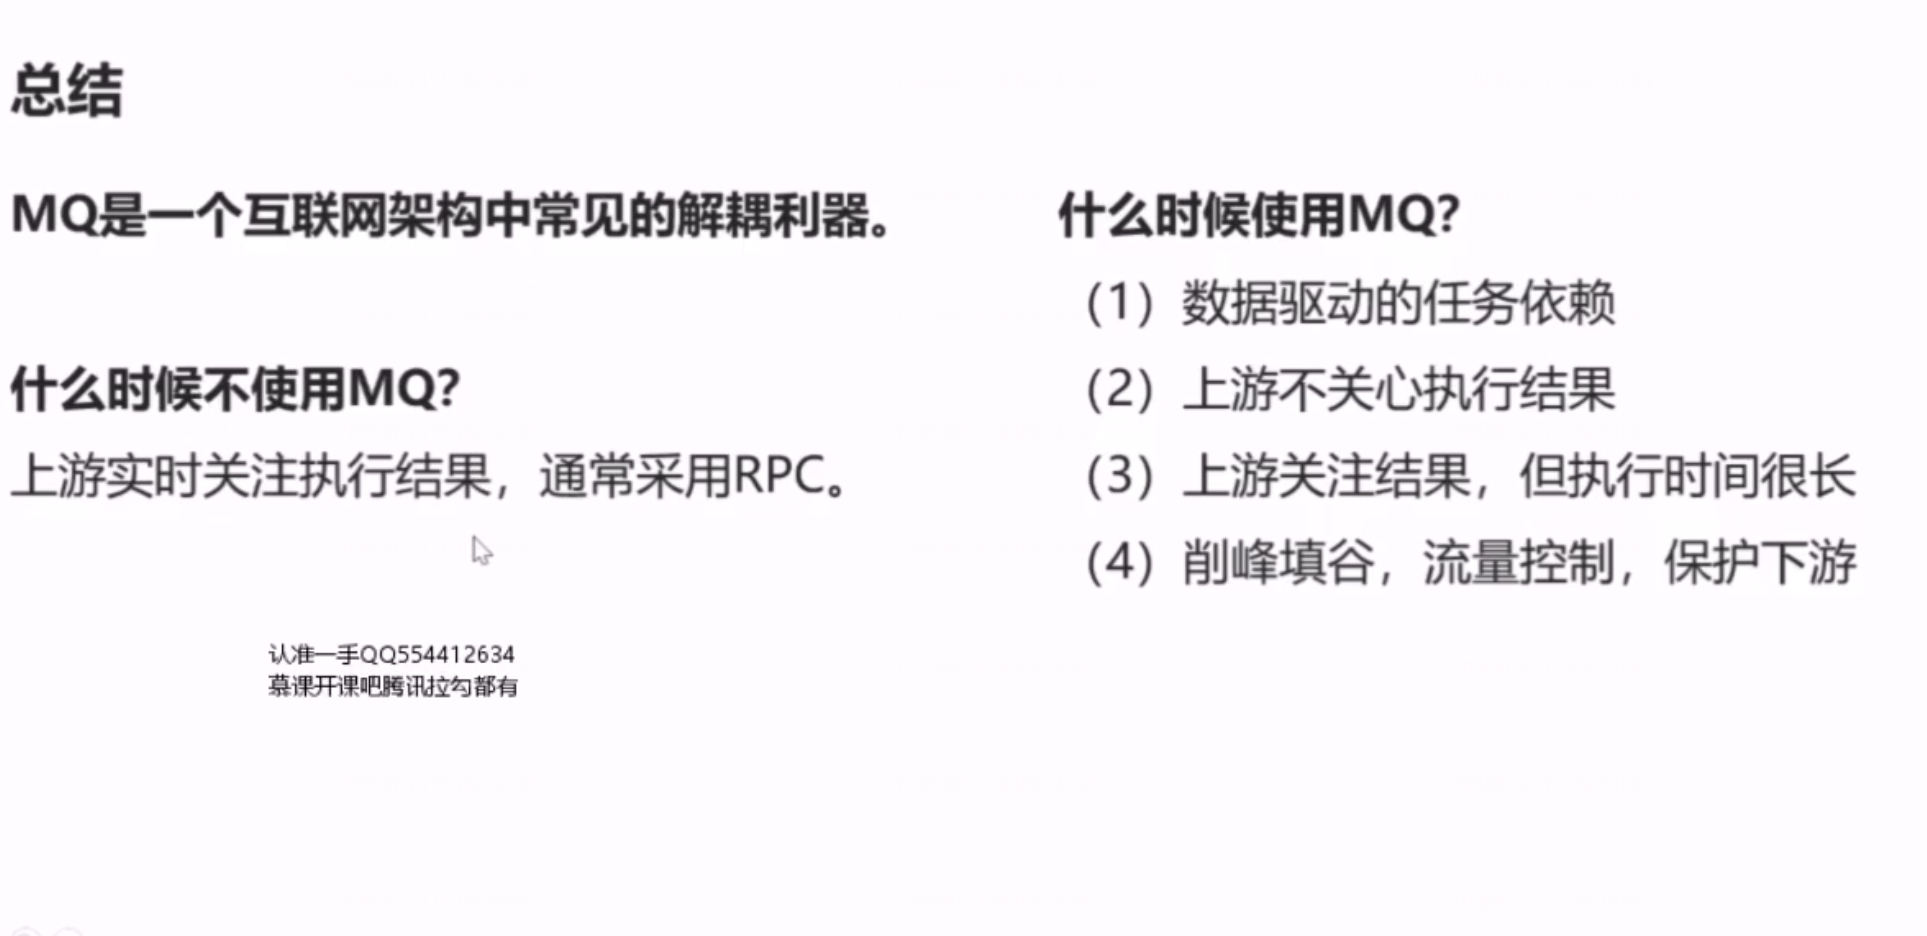 总结
MQ是一个互联网架构中常见的解耦利器。
什么时候不使用MQ？
上游实时关注执行结果，通常采用RPC。
什么时候使用MQ？
（1）数据驱动的任务依赖
（2）上游不关心执行结果
（3）上游关注结果，但执行时间很长
（4）削峰填谷，流量控制，保护下游
认准一手QQ554412634
慕课开课吧腾讯拉勾都有